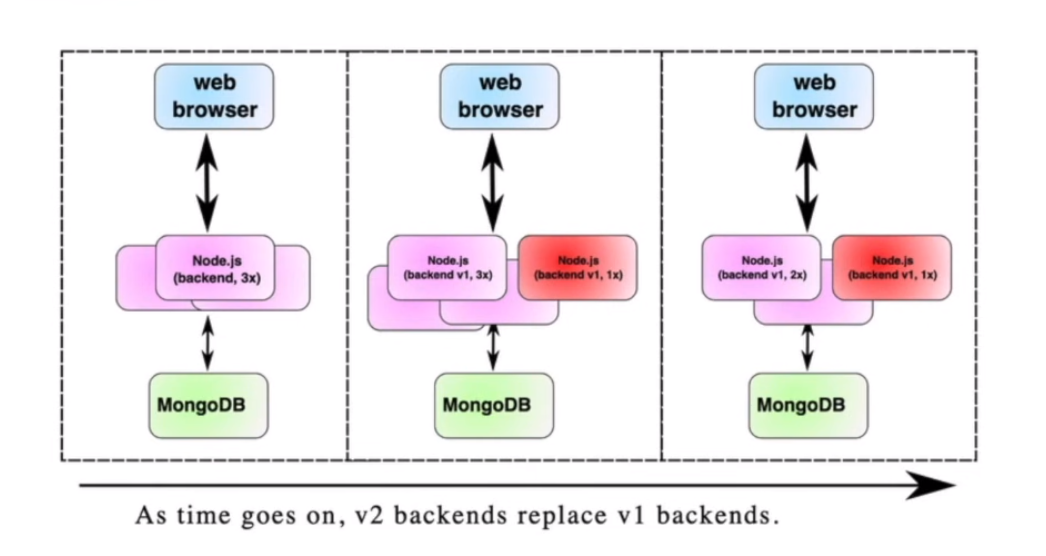 web
browser
web
browser
web
browser
Node.js
(backend, 3x)
Node.js
(backend v1, 3x)
Node.js
(backend v1, 1x)
Node.js
(backend v1, 2x)
Node.js
(backend v1, 1x)
MongoDB
MongoDB
MongoDB
As time goes on, v2 backends replace v1 backends.